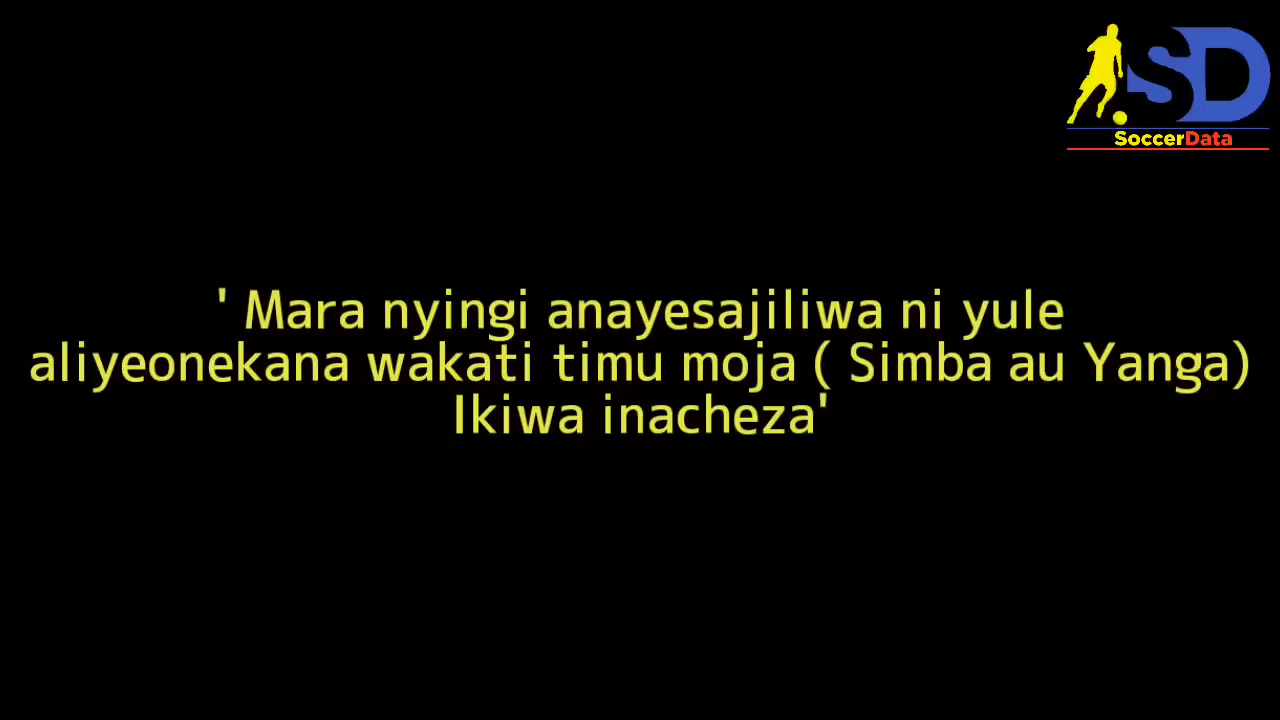 SD
SoccerData
' Mara nyingi anayesajiliwa ni yule
aliyeonekana wakati timu moja ( Simba au Yanga)
Ikiwa inacheza'